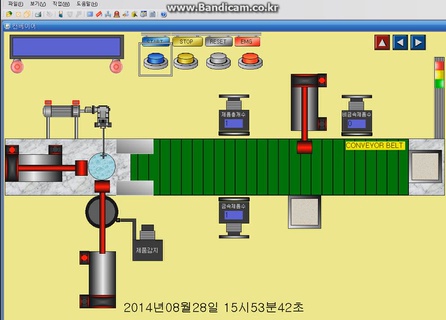 www.Bandicam.co.kr
START
STOP
RESET
EMG
제품총개수
비금속제품수
CONVEYOR BELT
금속제품수
제품감지
2014년08월28일 15시53분42초